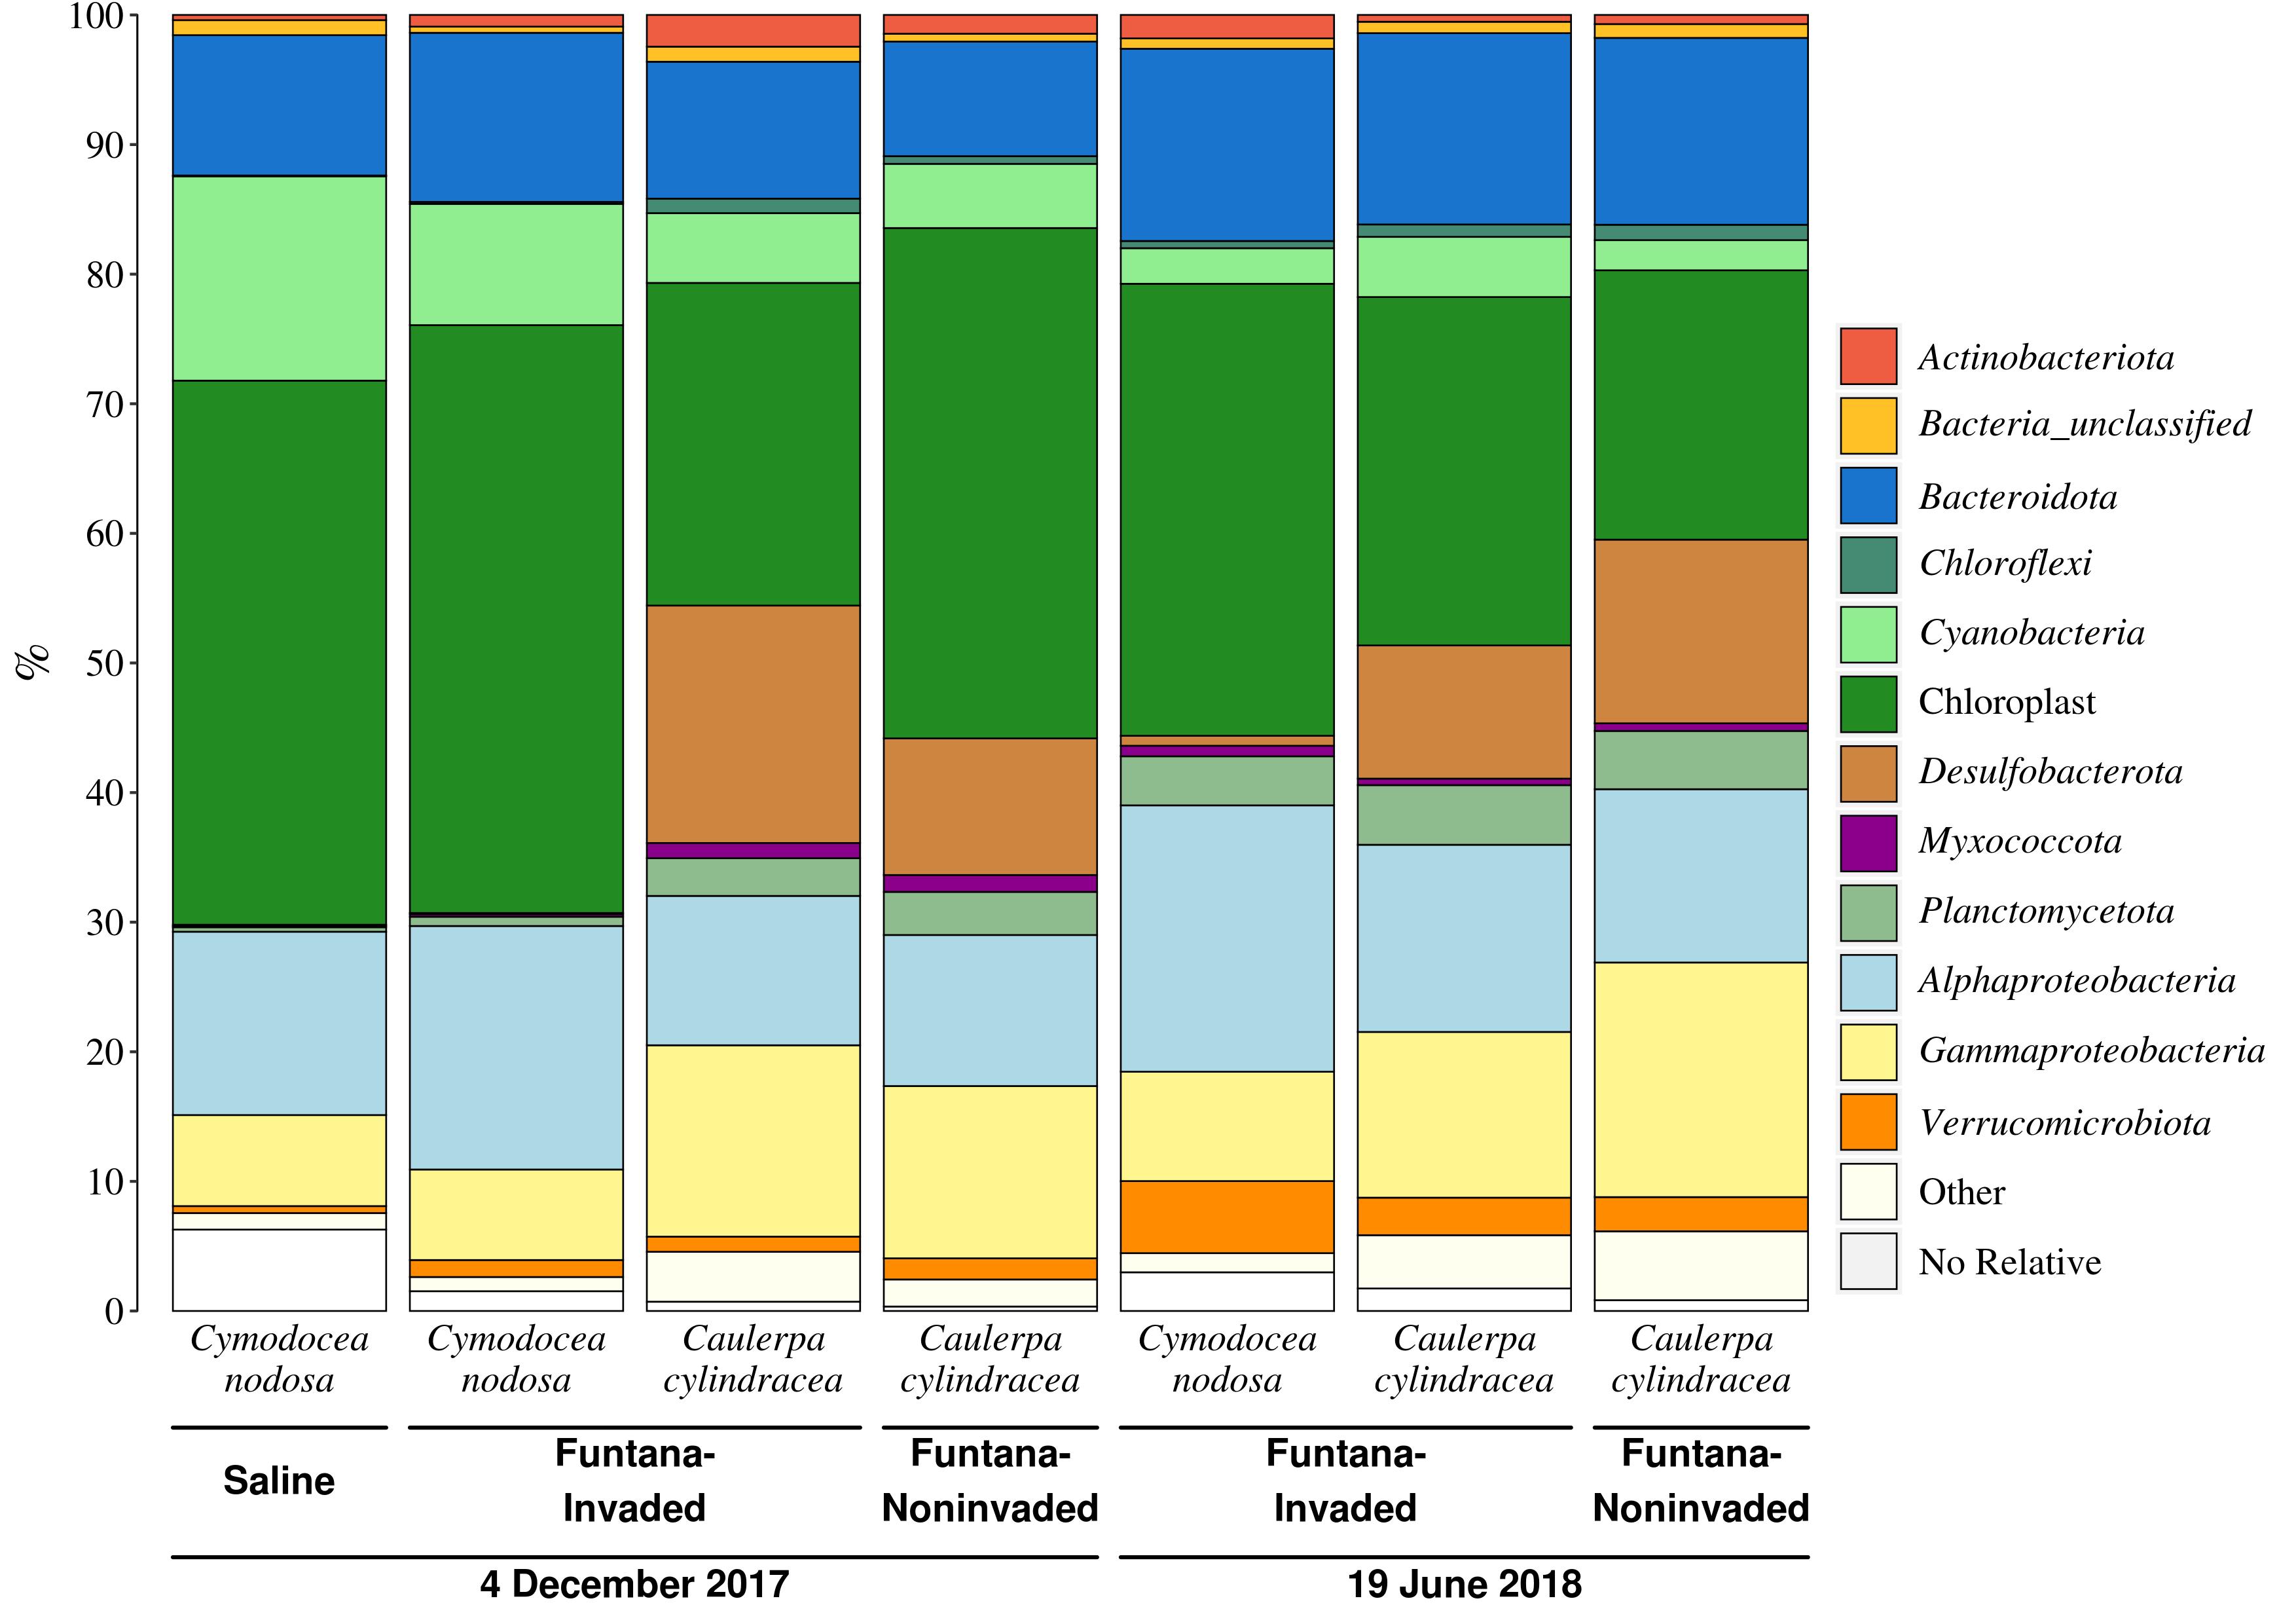 100
90
80
70
60
50
40
30
20
10
0
%
Actinobacteriota
Bacteria_unclassified
Bacteroidota
Chloroflexi
Cyanobacteria
Chloroplast
Desulfobacterota
Myxococcota
Planctomycetota
Alphaproteobacteria
Gammaproteobacteria
Verrucomicrobiota
Other
No Relative
Cymodocea
nodosa
Cymodocea
nodosa
Caulerpa
cylindracea
Caulerpa
cylindracea
Cymodocea
nodosa
Caulerpa
cylindracea
Caulerpa
cylindracea
Saline
Funtana-
Invaded
Funtana-
Noninvaded
Funtana-
Invaded
Funtana-
Noninvaded
4 December 2017
19 June 2018